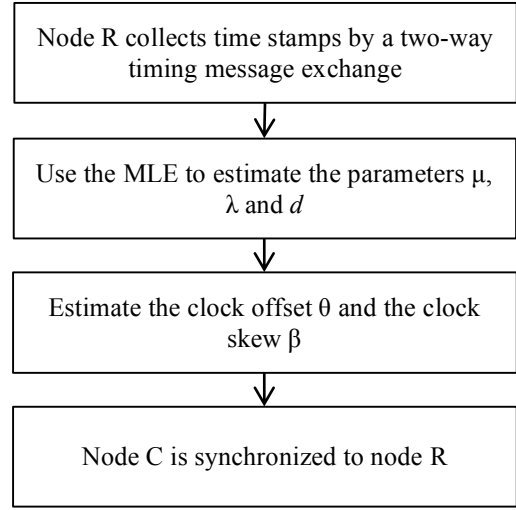 Node R collects time stamps by a two-way
timing message exchange
Use the MLE to estimate the parameters μ,
λ and d
Estimate the clock offset θ and the clock
skew β
Node C is synchronized to node R